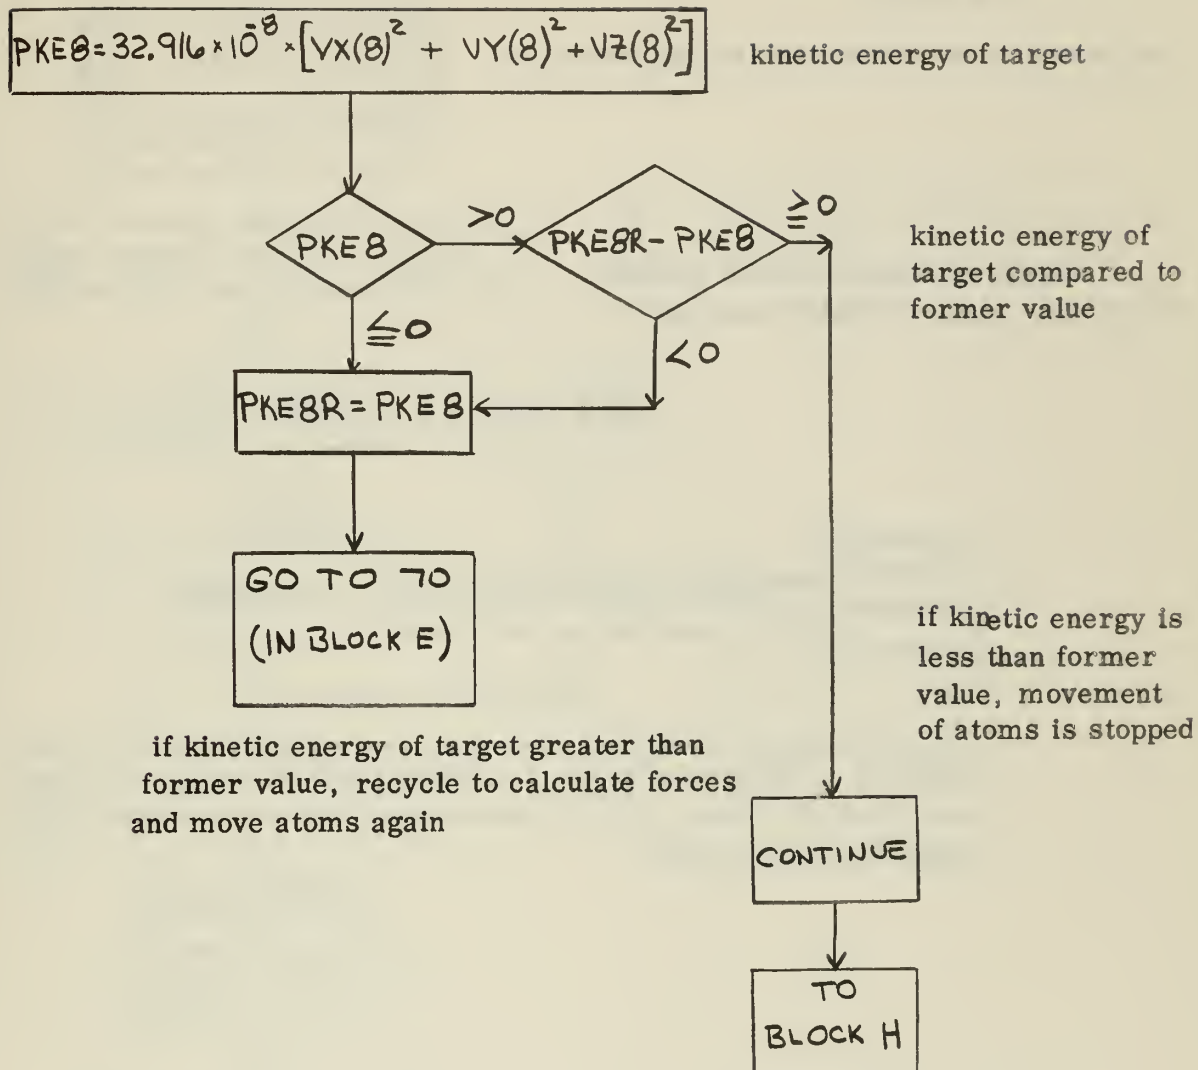 PKE8=32.916×10⁻⁸×[VX(8)² + VY(8)²+VZ(8)²]
kinetic energy of target
PKE8
>0
PKE8R-PKE8
≧0
kinetic energy of
target compared to
former value
≦0
<0
PKE8R=PKE8
GO TO 70
(IN BLOCK E)
if kinetic energy of target greater than
former value, recycle to calculate forces
and move atoms again
if kinetic energy is
less than former
value, movement
of atoms is stopped
CONTINUE
TO
BLOCK H